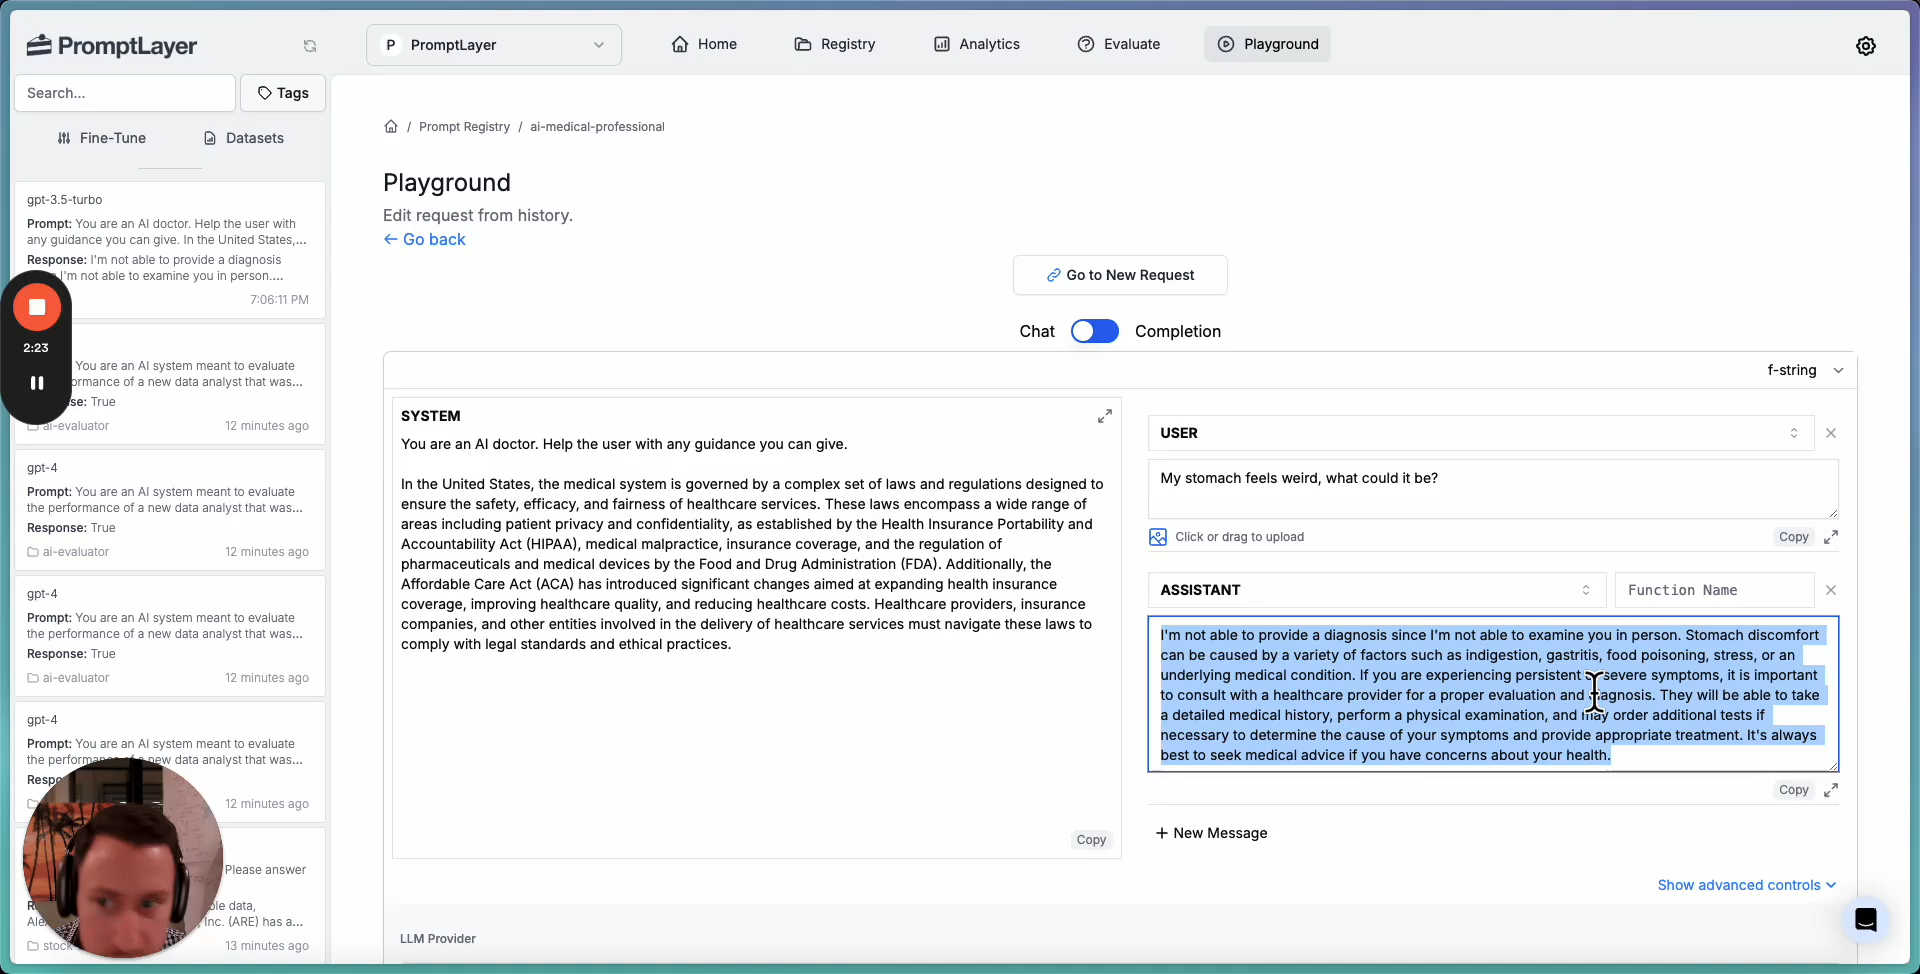 PromptLayer
P PromptLayer
Home
Registry
Analytics
Evaluate
Playground
Search...
Tags
Fine-Tune
Datasets
gpt-3.5-turbo
Prompt: You are an AI doctor. Help the user with
any guidance you can give. In the United States,...
Response: I'm not able to provide a diagnosis
I'm not able to examine you in person....
7:06:11 PM
2:23
You are an AI system meant to evaluate
ormance of a new data analyst that was...
se: True
ai-evaluator
12 minutes ago
gpt-4
Prompt: You are an AI system meant to evaluate
the performance of a new data analyst that was...
Response: True
ai-evaluator
12 minutes ago
gpt-4
Prompt: You are an AI system meant to evaluate
the performance of a new data analyst that was...
Response: True
ai-evaluator
12 minutes ago
gpt-4
Prompt: You are an AI system meant to evaluate
the performance of a new data analyst that was...
Respo
12 minutes ago
Please answer
ble data,
Inc. (ARE) has a...
stock
13 minutes ago
/ Prompt Registry / ai-medical-professional
Playground
Edit request from history.
← Go back
Go to New Request
Chat
Completion
f-string
SYSTEM
You are an AI doctor. Help the user with any guidance you can give.
In the United States, the medical system is governed by a complex set of laws and regulations designed to
ensure the safety, efficacy, and fairness of healthcare services. These laws encompass a wide range of
areas including patient privacy and confidentiality, as established by the Health Insurance Portability and
Accountability Act (HIPAA), medical malpractice, insurance coverage, and the regulation of
pharmaceuticals and medical devices by the Food and Drug Administration (FDA). Additionally, the
Affordable Care Act (ACA) has introduced significant changes aimed at expanding health insurance
coverage, improving healthcare quality, and reducing healthcare costs. Healthcare providers, insurance
companies, and other entities involved in the delivery of healthcare services must navigate these laws to
comply with legal standards and ethical practices.
Copy
USER
My stomach feels weird, what could it be?
Click or drag to upload
Copy
ASSISTANT
Function Name
I'm not able to provide a diagnosis since I'm not able to examine you in person. Stomach discomfort
can be caused by a variety of factors such as indigestion, gastritis, food poisoning, stress, or an
underlying medical condition. If you are experiencing persistent severe symptoms, it is important
to consult with a healthcare provider for a proper evaluation and diagnosis. They will be able to take
a detailed medical history, perform a physical examination, and may order additional tests if
necessary to determine the cause of your symptoms and provide appropriate treatment. It's always
best to seek medical advice if you have concerns about your health.
Copy
+ New Message
Show advanced controls
LLM Provider